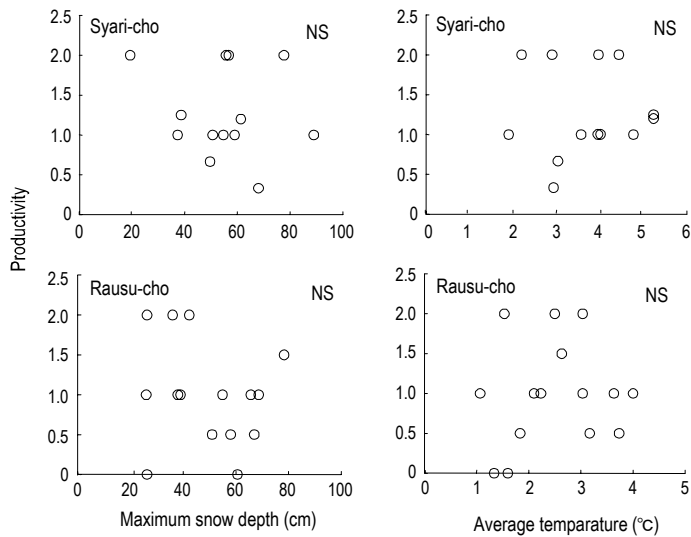 Syari-cho
NS
2.5
2.0
1.5
1.0
0.5
0
0 20 40 60 80 100
Syari-cho
NS
2.5
2.0
1.5
1.0
0.5
0
0 1 2 3 4 5 6
Productivity
Rausu-cho
NS
2.5
2.0
1.5
1.0
0.5
0
0 20 40 60 80 100
Maximum snow depth (cm)
Rausu-cho
NS
2.5
2.0
1.5
1.0
0.5
0
0 1 2 3 4 5
Average temparature (℃)